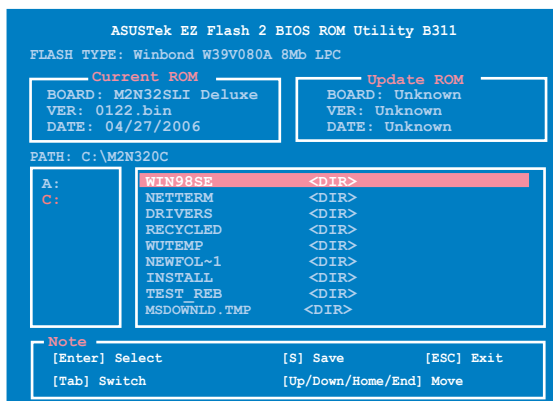 ASUSTek EZ Flash 2 BIOS ROM Utility B311
FLASH TYPE: Winbond W39V080A 8Mb LPC
Current ROM
BOARD: M2N32SLI Deluxe
VER: 0122.bin
DATE: 04/27/2006
Update ROM
BOARD: Unknown
VER: Unknown
DATE: Unknown
PATH: C:\M2N320C
A:
C:
WIN98SE <DIR>
NETTERM <DIR>
DRIVERS <DIR>
RECYCLED <DIR>
WUTEMP <DIR>
NEWFOL~1 <DIR>
INSTALL <DIR>
TEST_REB <DIR>
MSDOWNLD.TMP <DIR>
Note
[Enter] Select [S] Save [ESC] Exit
[Tab] Switch [Up/Down/Home/End] Move